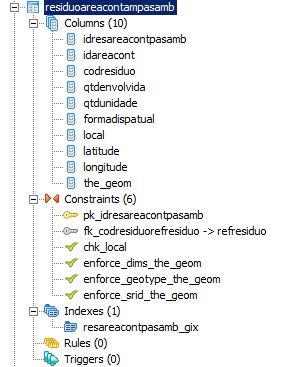 residuoareacontampasamb
Columns (10)
idresareacontpasamb
idareacont
codresiduo
qtdenvolvida
qtdunidade
formadispatual
local
latitude
longitude
the_geom
Constraints (6)
pk_idresareacontpasamb
fk_codresiduorefresiduo -> refresiduo
chk_local
enforce_dims_the_geom
enforce_geotype_the_geom
enforce_srid_the_geom
Indexes (1)
resareacontpasamb_gix
Rules (0)
Triggers (0)